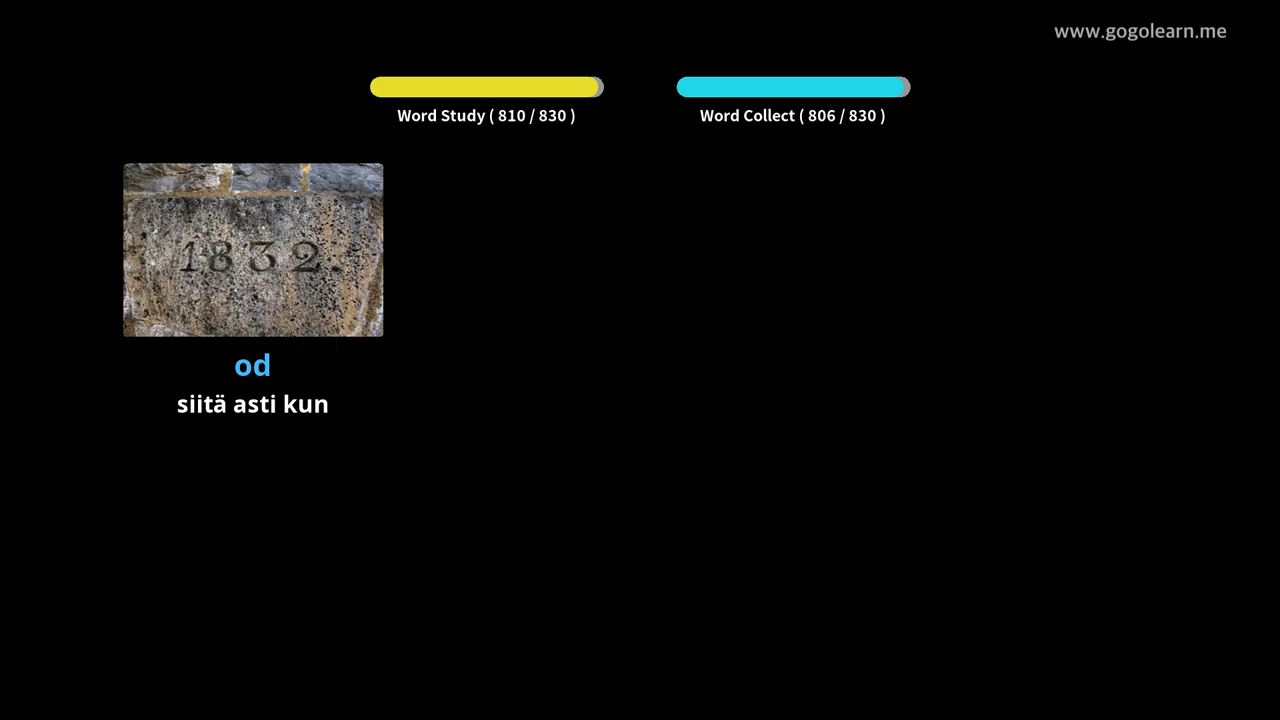 www.gogolearn.me
Word Study ( 810 / 830 )
Word Collect ( 806 / 830 )
1832.
od
siitä asti kun